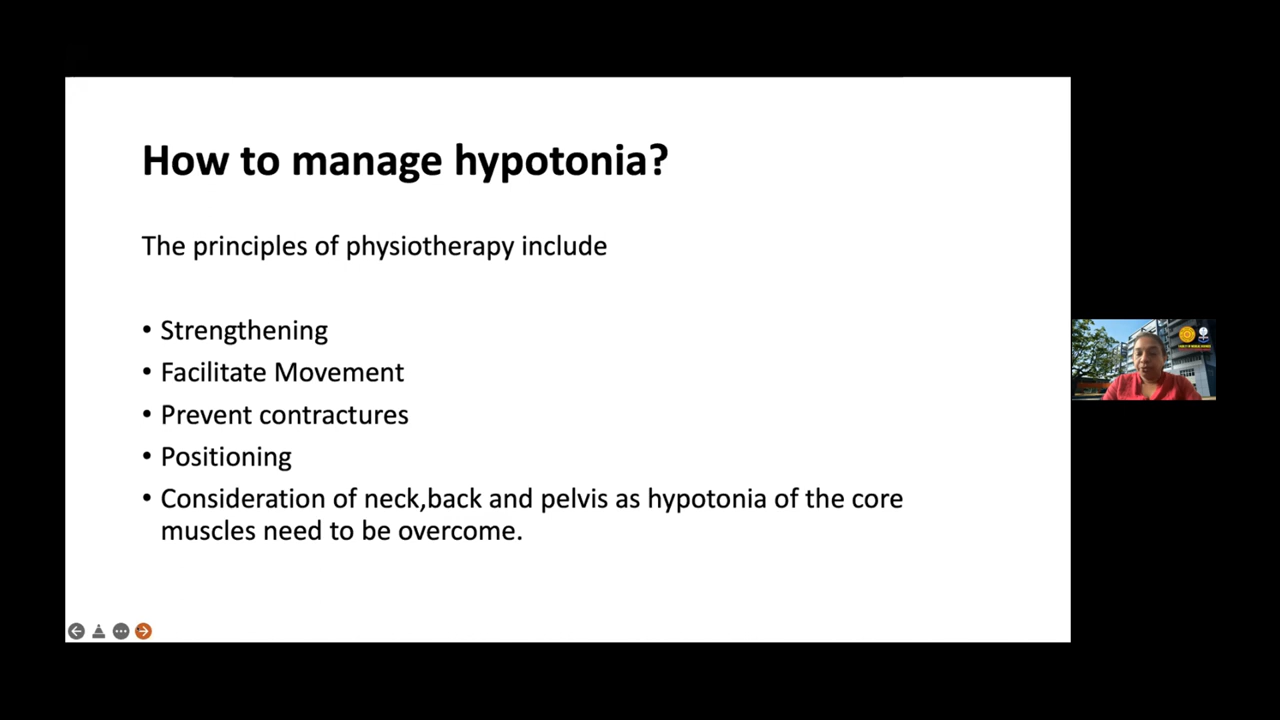 How to manage hypotonia?
The principles of physiotherapy include
• Strengthening
• Facilitate Movement
• Prevent contractures
• Positioning
• Consideration of neck,back and pelvis as hypotonia of the core
muscles need to be overcome.